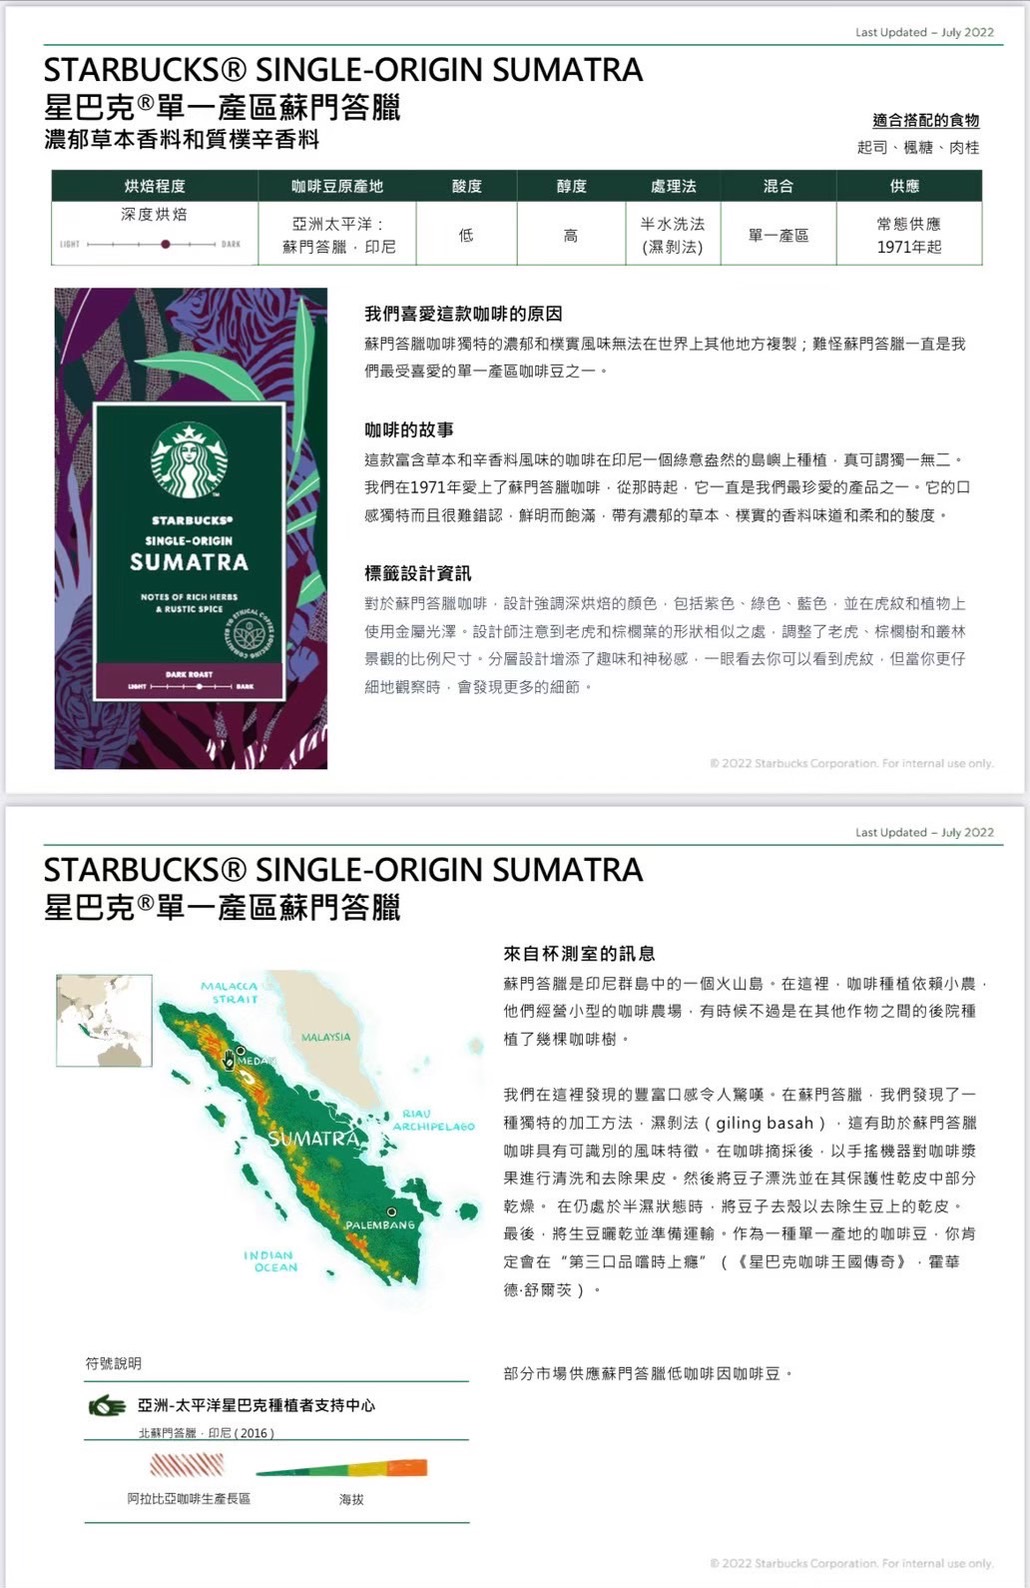 Last Updated – July 2022
STARBUCKS® SINGLE-ORIGIN SUMATRA
星巴克®單一產區蘇門答臘
濃郁草本香料和質樸辛香料
適合搭配的食物
起司、楓糖、肉桂
烘焙程度 咖啡豆原產地 酸度 醇度 處理法 混合 供應
深度烘焙
LIGHT DARK
亞洲太平洋：
蘇門答臘，印尼
低
高
半水洗法
(濕剝法)
單一產區
常態供應
1971年起
STARBUCKS®
SINGLE-ORIGIN
SUMATRA
NOTES OF RICH HERBS
& RUSTIC SPICE
COMMITTED TO ETHICAL COFFEE SOURCING
DARK ROAST
LIGHT DARK
我們喜愛這款咖啡的原因
蘇門答臘咖啡獨特的濃郁和樸實風味無法在世界上其他地方複製；難怪蘇門答臘一直是我
們最受喜愛的單一產區咖啡豆之一。
咖啡的故事
這款富含草本和辛香料風味的咖啡在印尼一個綠意盎然的島嶼上種植，真可謂獨一無二。
我們在1971年愛上了蘇門答臘咖啡，從那時起，它一直是我們最珍愛的產品之一。它的口
感獨特而且很難錯認，鮮明而飽滿，帶有濃郁的草本、樸實的香料味道和柔和的酸度。
標籤設計資訊
對於蘇門答臘咖啡，設計強調深烘焙的顏色，包括紫色、綠色、藍色，並在虎紋和植物上
使用金屬光澤。設計師注意到老虎和棕櫚葉的形狀相似之處，調整了老虎、棕櫚樹和叢林
景觀的比例尺寸。分層設計增添了趣味和神秘感，一眼看去你可以看到虎紋，但當你更仔
細地觀察時，會發現更多的細節。
© 2022 Starbucks Corporation. For internal use only.
Last Updated – July 2022
STARBUCKS® SINGLE-ORIGIN SUMATRA
星巴克®單一產區蘇門答臘
MALACCA
STRAIT
MALAYSIA
MEDAN
RIAU
ARCHIPELAGO
SUMATRA
PALEMBANG
INDIAN
OCEAN
符號說明
亞洲-太平洋星巴克種植者支持中心
北蘇門答臘，印尼 ( 2016 )
阿拉比亞咖啡生產長區
海拔
來自杯測室的訊息
蘇門答臘是印尼群島中的一個火山島。在這裡，咖啡種植依賴小農，
他們經營小型的咖啡農場，有時候不過是在其他作物之間的後院種
植了幾棵咖啡樹。
我們在這裡發現的豐富口感令人驚嘆。在蘇門答臘，我們發現了一
種獨特的加工方法，濕剝法（giling basah），這有助於蘇門答臘
咖啡具有可識別的風味特徵。在咖啡摘採後，以手搖機器對咖啡漿
果進行清洗和去除果皮。然後將豆子漂洗並在其保護性乾皮中部分
乾燥。 在仍處於半濕狀態時，將豆子去殼以去除生豆上的乾皮。
最後，將生豆曬乾並準備運輸。作為一種單一產地的咖啡豆，你肯
定會在“第三口品嚐時上癮”（《星巴克咖啡王國傳奇》，霍華
德·舒爾茨）。
部分市場供應蘇門答臘低咖啡因咖啡豆。
© 2022 Starbucks Corporation. For internal use only.